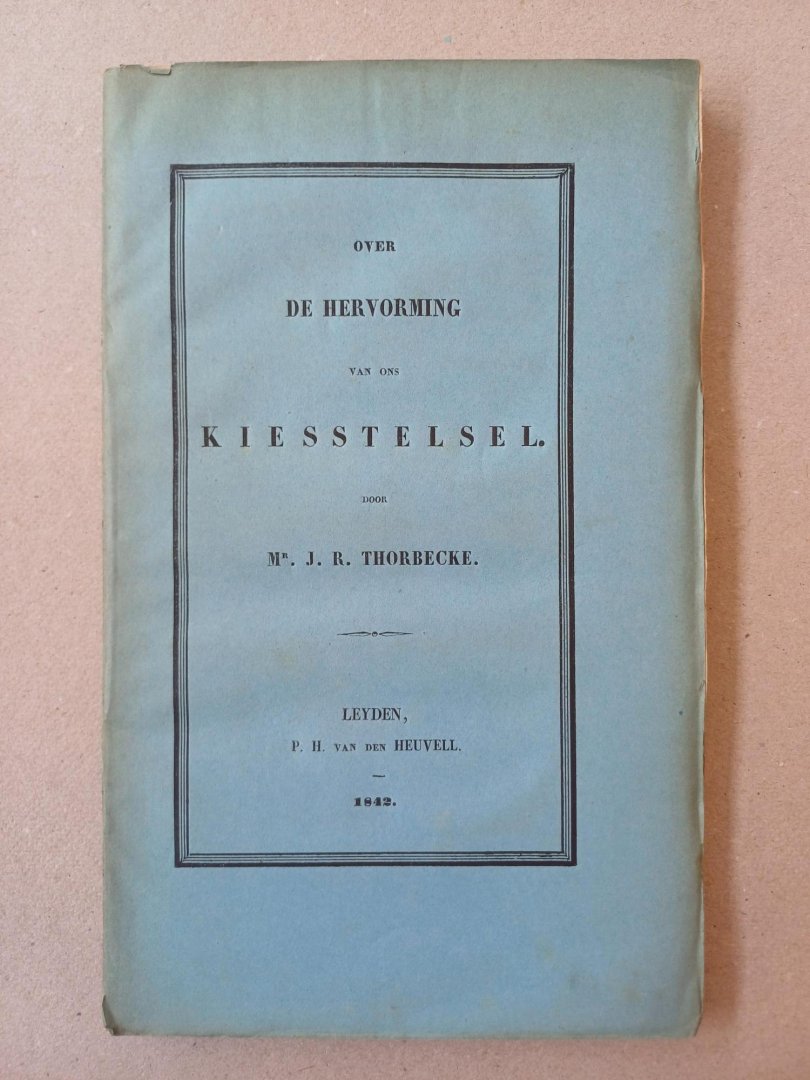 OVER
DE HERVORMING
VAN ONS
KIESSTELSEL.
DOOR
Mᴿ. J. R. THORBECKE.
LEYDEN,
P. H. VAN DEN HEUVELL.
1842.